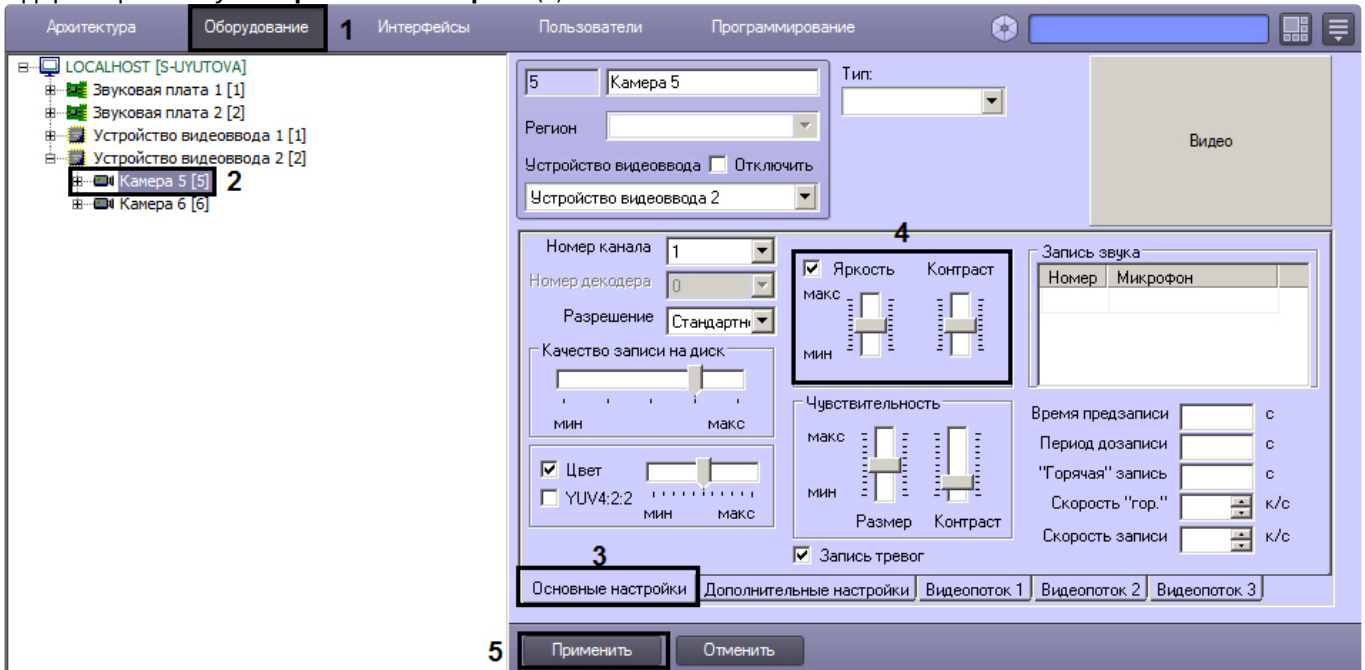 Архитектура Оборудование 1 Интерфейсы Пользователи Программирование
LOCALHOST [S-UYUTOVA]
Звуковая плата 1 [1]
Звуковая плата 2 [2]
Устройство видеоввода 1 [1]
Устройство видеоввода 2 [2]
Камера 5 [5] 2
Камера 6 [6]
5 Камера 5
Тип:
Регион
Устройство видеоввода Отключить
Устройство видеоввода 2
Видео
Номер канала 1
Номер декодера 0
Разрешение Стандартн
Качество записи на диск
мин макс
Цвет
YUV4:2:2
мин макс
4
Яркость Контраст
макс
мин
Чувствительность
макс
мин
Размер Контраст
Запись тревог
Запись звука
Номер Микрофон
Время предзаписи с
Период дозаписи с
"Горячая" запись с
Скорость "гор." к/с
Скорость записи к/с
3
Основные настройки Дополнительные настройки Видеопоток 1 Видеопоток 2 Видеопоток 3
5 Применить Отменить